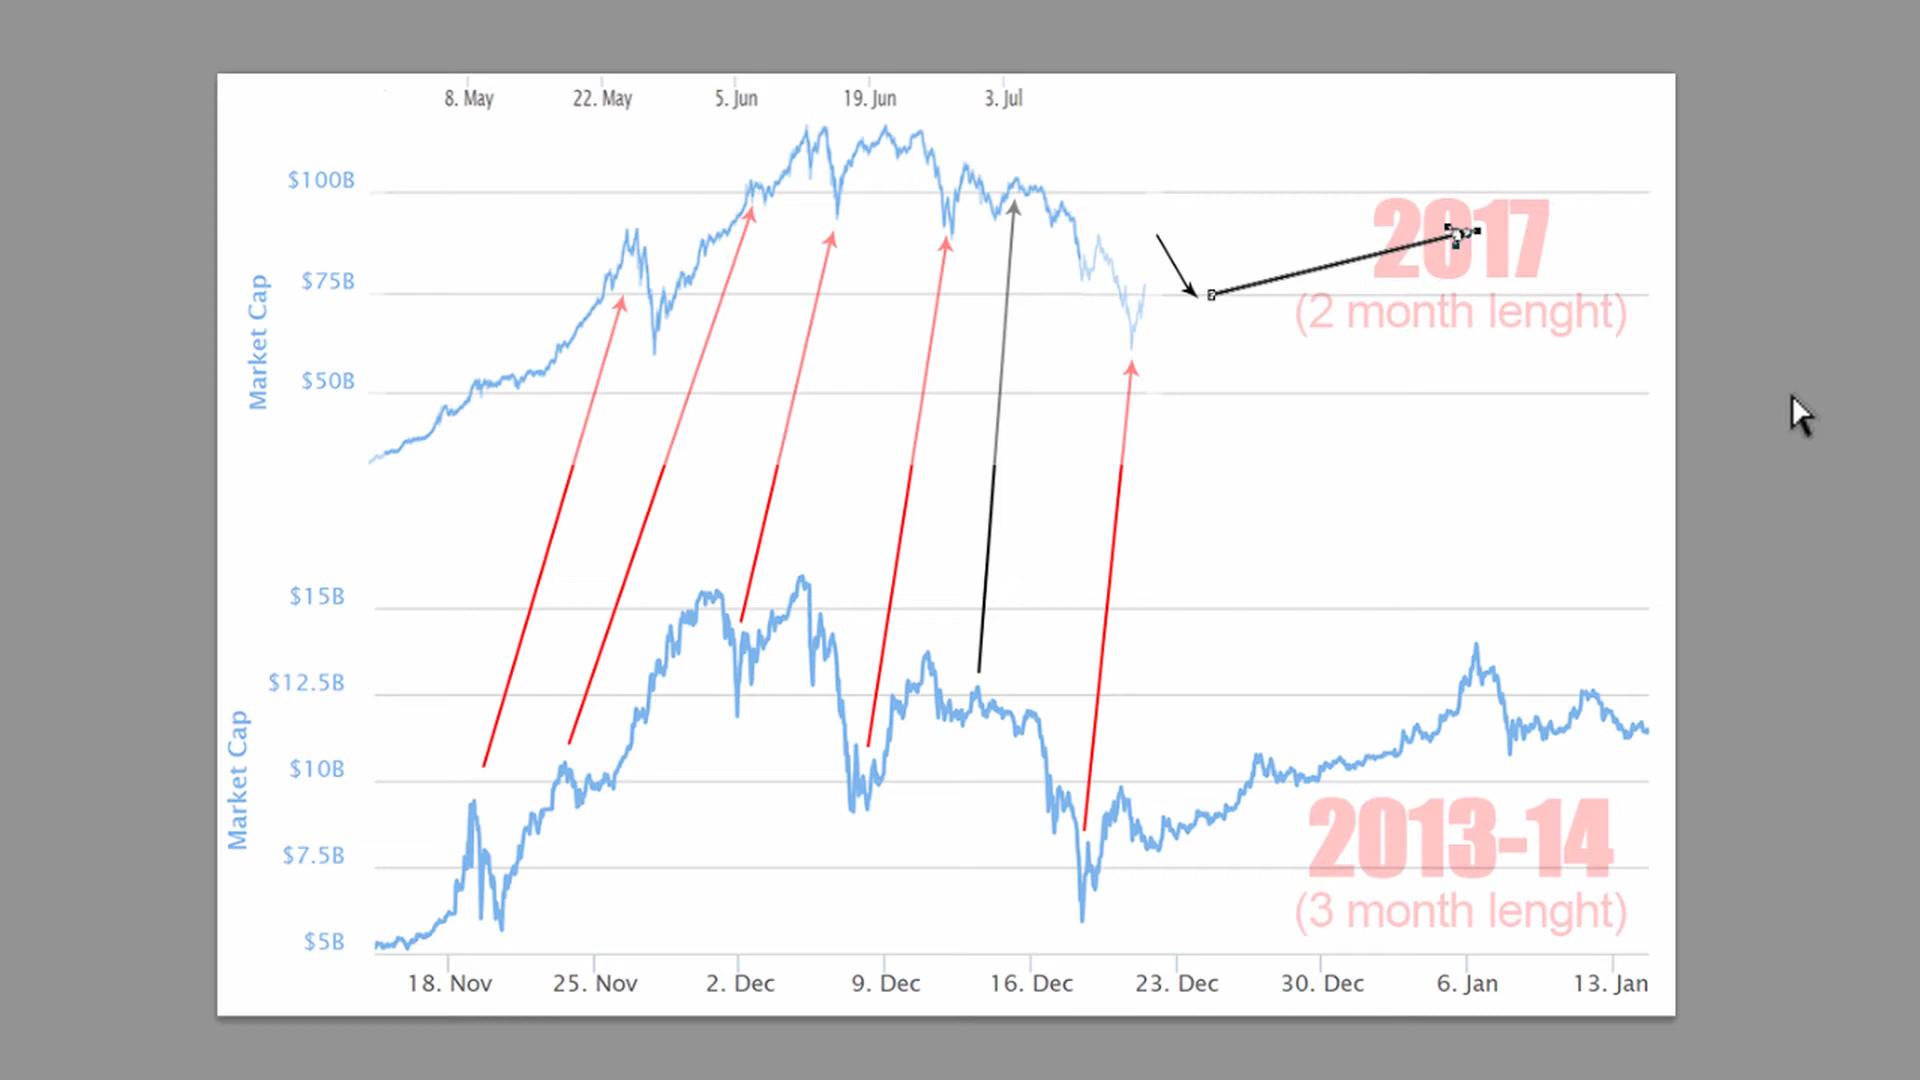 8. May 22. May 5. Jun 19. Jun 3. Jul
$100B
$75B
$50B
Market Cap
2017
(2 month lenght)
$15B
$12.5B
$10B
$7.5B
$5B
Market Cap
2013-14
(3 month lenght)
18. Nov 25. Nov 2. Dec 9. Dec 16. Dec 23. Dec 30. Dec 6. Jan 13. Jan